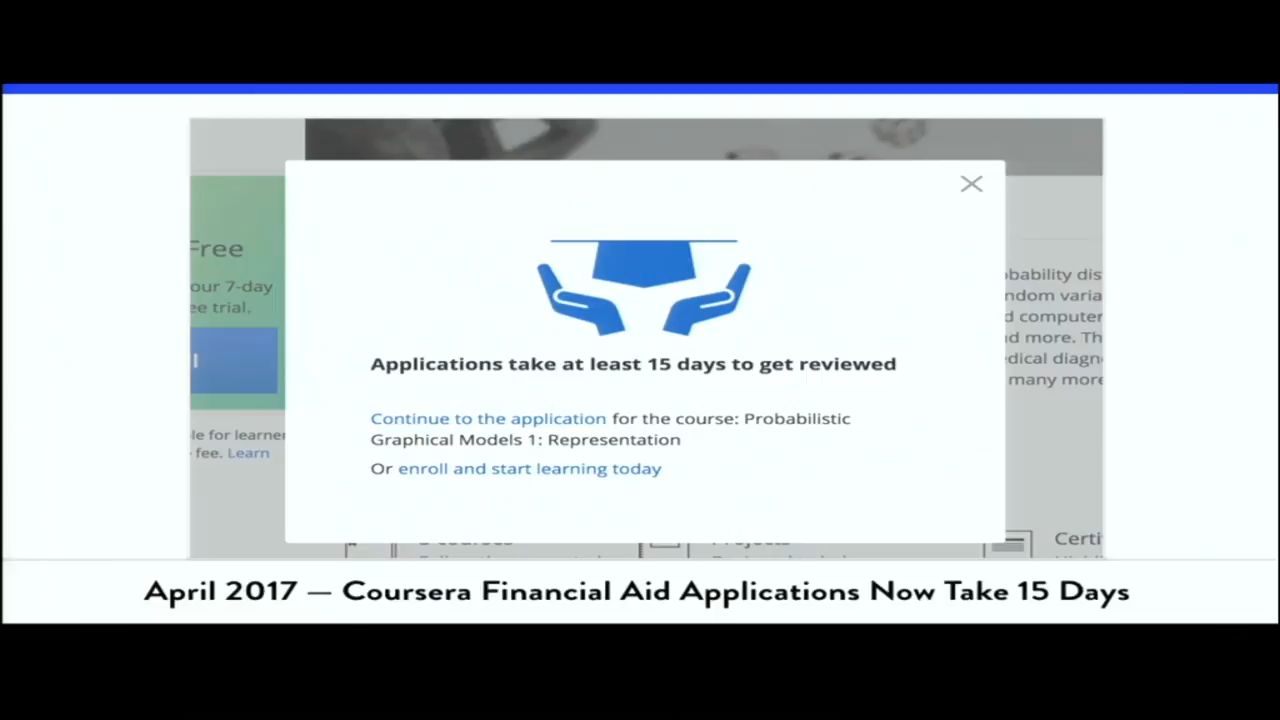 Free
our 7-day
ee trial.
Applications take at least 15 days to get reviewed
Continue to the application for the course: Probabilistic
Graphical Models 1: Representation
Or enroll and start learning today
le for learner
fee. Learn
bability dis
ndom varia
d computer
d more. Th
edical diagn
many more
Certi
April 2017 — Coursera Financial Aid Applications Now Take 15 Days